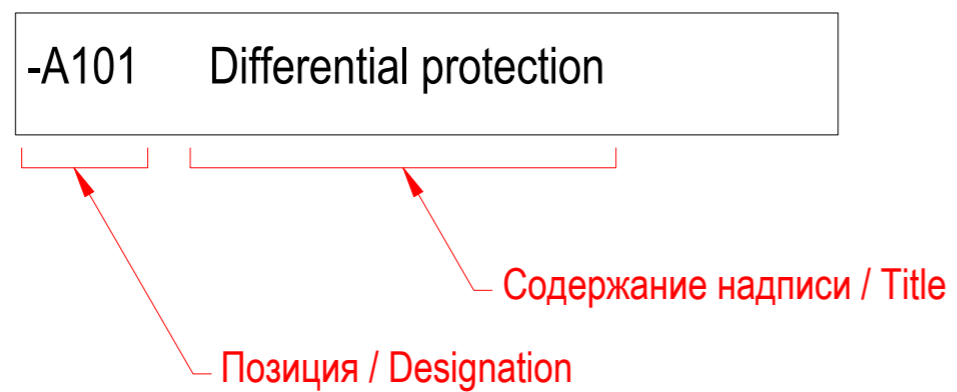 -A101 Differential protection
Содержание надписи / Title
Позиция / Designation